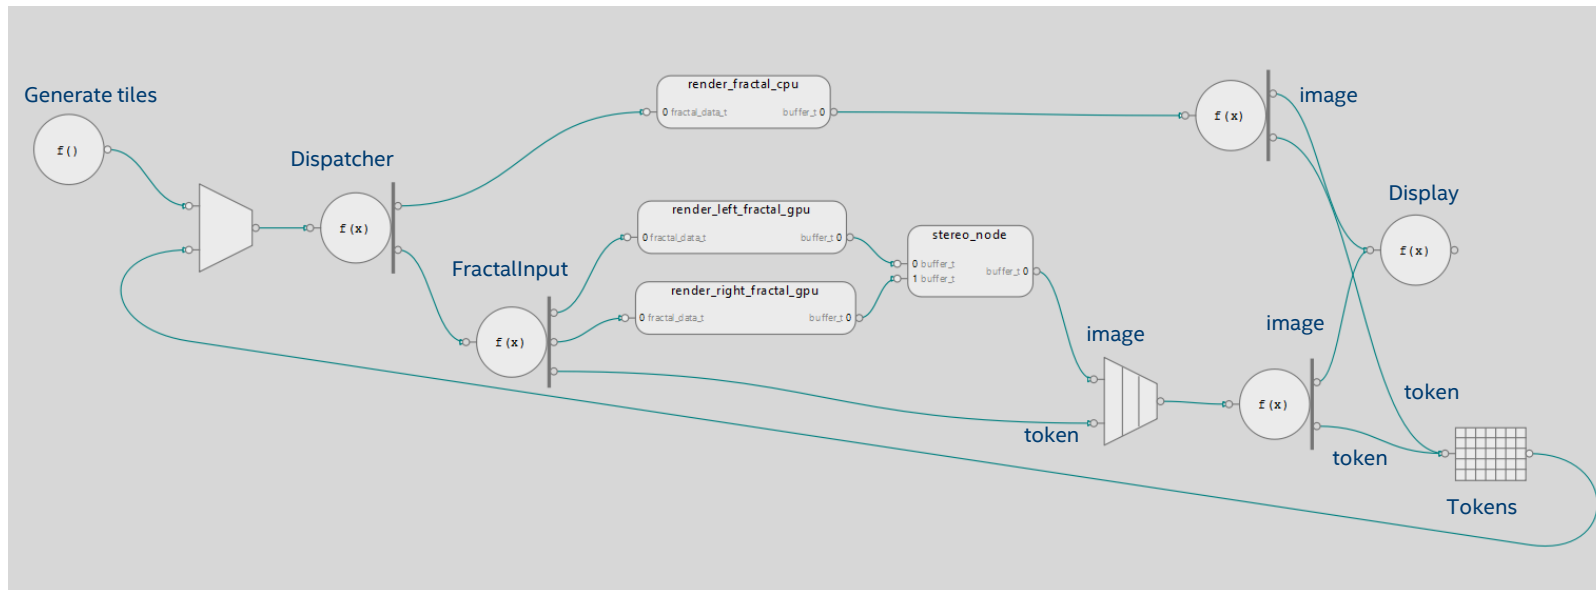 Generate tiles
f()
Dispatcher
f(x)
render_fractal_cpu
0 fractal_data_t buffer_t 0
f(x)
image
FractalInput
f(x)
render_left_fractal_gpu
0 fractal_data_t buffer_t 0
render_right_fractal_gpu
0 fractal_data_t buffer_t 0
stereo_node
0 buffer_t
1 buffer_t
buffer_t 0
Display
f(x)
image
image
token
f(x)
token
token
Tokens